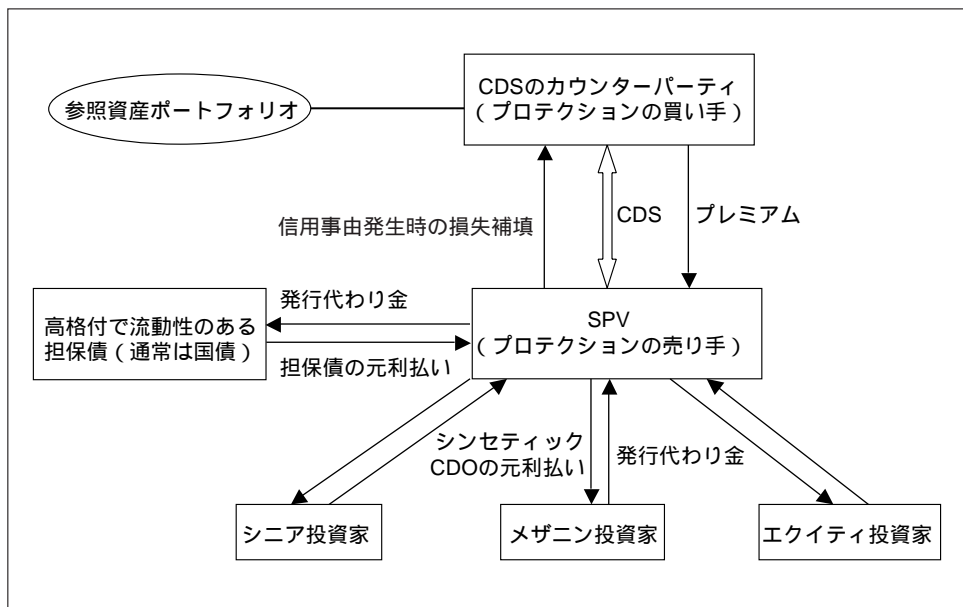 CDSのカウンターパーティ
（プロテクションの買い手）
参照資産ポートフォリオ
信用事由発生時の損失補填
CDS
プレミアム
発行代わり金
高格付で流動性のある
担保債（通常は国債）
担保債の元利払い
SPV
（プロテクションの売り手）
シンセティック
CDOの元利払い
発行代わり金
シニア投資家
メザニン投資家
エクイティ投資家